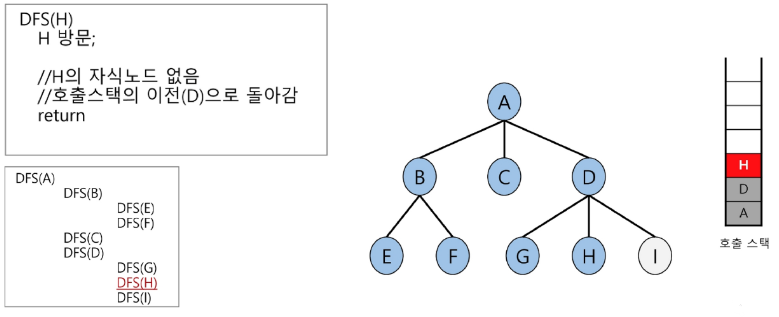 DFS(H)
H 방문;
//H의 자식노드 없음
//호출스택의 이전(D)으로 돌아감
return
DFS(A)
DFS(B)
DFS(E)
DFS(F)
DFS(C)
DFS(D)
DFS(G)
DFS(H)
DFS(I)
A
B C D
E F G H I
H
D
A
호출 스택